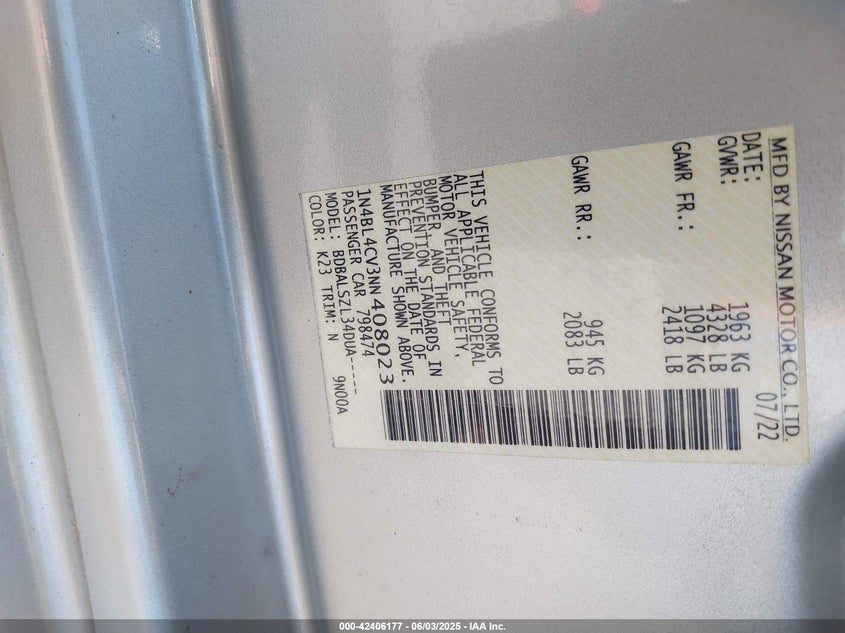 MFD BY NISSAN MOTOR CO., LTD.
DATE: 07/22
GVWR: 1963 KG
4328 LB
GAWR FR.: 1097 KG
2418 LB
GAWR RR.: 945 KG
2083 LB
THIS VEHICLE CONFORMS TO
ALL APPLICABLE FEDERAL
MOTOR VEHICLE SAFETY,
BUMPER, AND THEFT
PREVENTION STANDARDS IN
EFFECT ON THE DATE OF
MANUFACTURE SHOWN ABOVE.
1N4BL4CV3NN408023
PASSENGER CAR 798474
MODEL: BDBALSZL34DUA-----
COLOR: K23 TRIM: N 9N00A
000-42406177 - 06/03/2025 - IAA Inc.